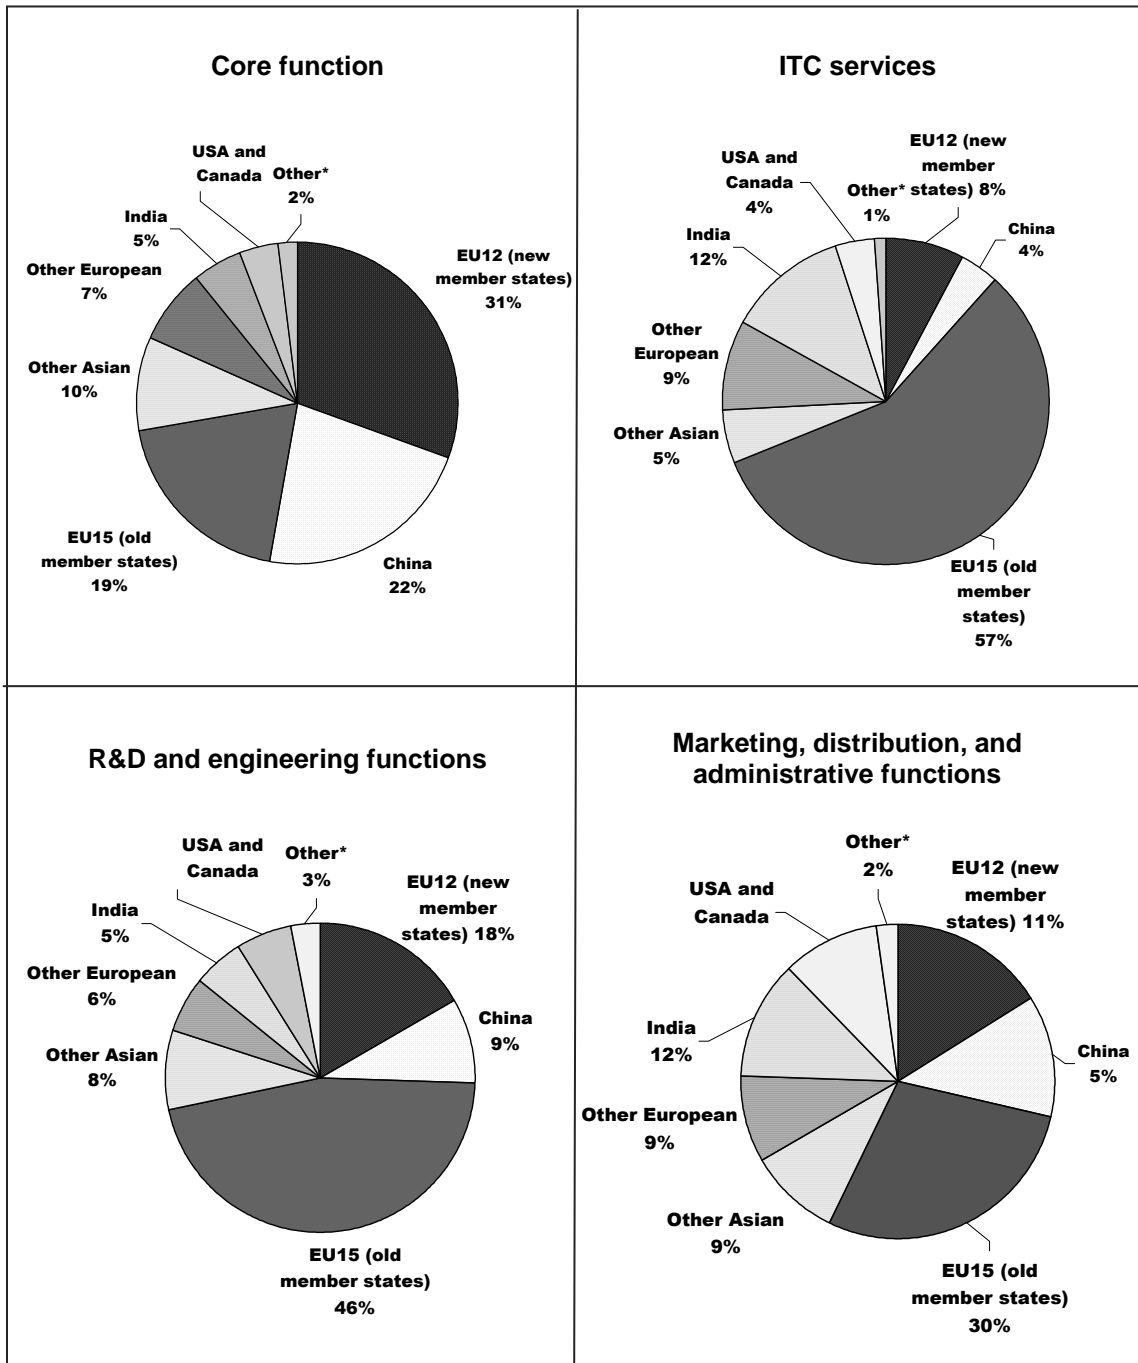 Core function
USA and
Canada
Other*
2%
India
5%
Other European
7%
Other Asian
10%
EU15 (old
member states)
19%
China
22%
EU12 (new
member states)
31%
ITC services
USA and
Canada
4%
Other*
1%
EU12 (new
member
states) 8%
China
4%
India
12%
Other
European
9%
Other Asian
5%
EU15 (old
member
states)
57%
R&D and engineering functions
USA and
Canada
Other*
3%
EU12 (new
member
states) 18%
India
5%
Other European
6%
Other Asian
8%
China
9%
EU15 (old
member states)
46%
Marketing, distribution, and
administrative functions
Other*
2%
USA and
Canada
EU12 (new
member
states) 11%
India
12%
China
5%
Other European
9%
Other Asian
9%
EU15 (old
member states)
30%